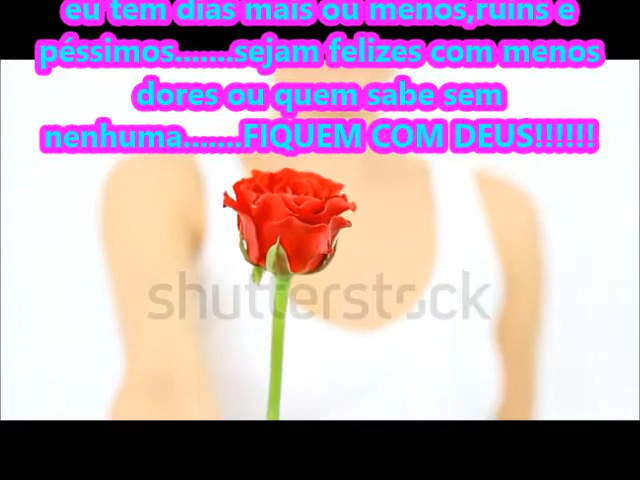 eu tem dias mais ou menos,ruins e
péssimos.......sejam felizes com menos
dores ou quem sabe sem
nenhuma.......FIQUEM COM DEUS!!!!!!
shutterstock